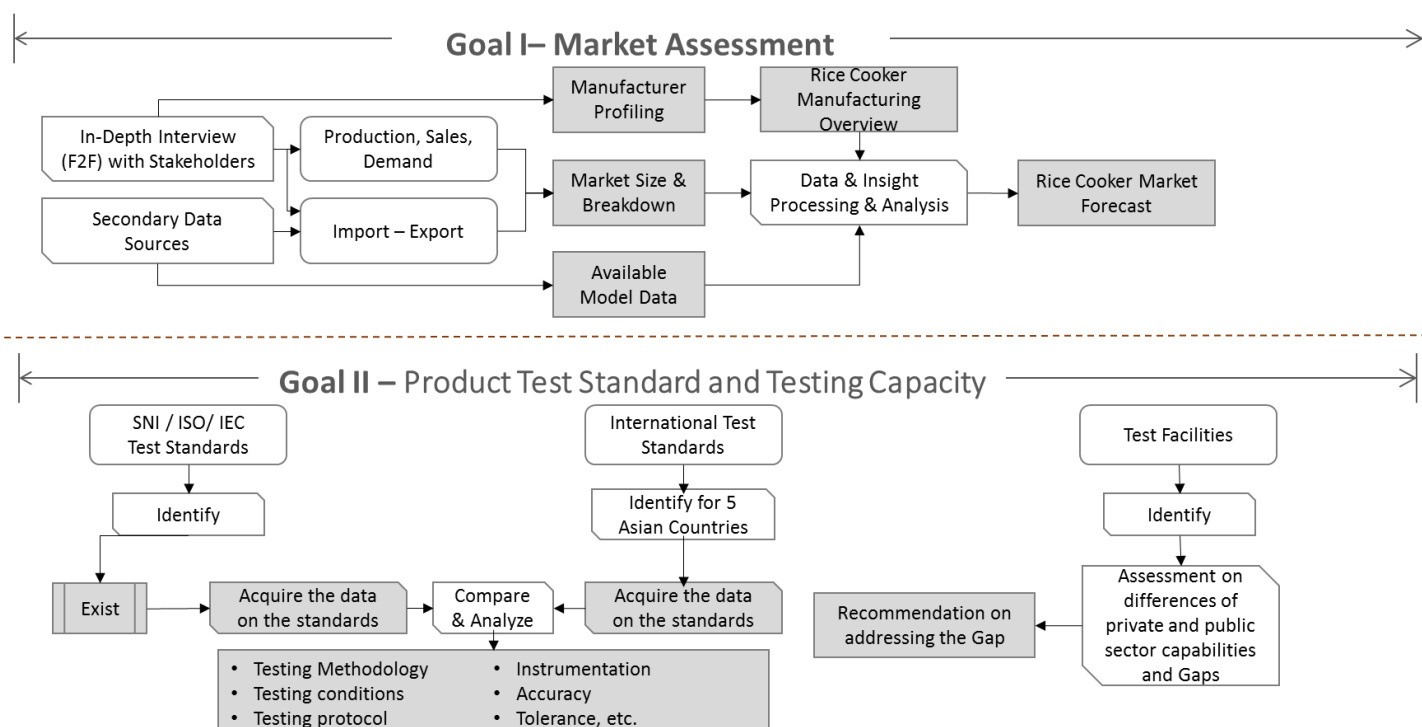 Goal I– Market Assessment
Manufacturer
Profiling
Rice Cooker
Manufacturing
Overview
In-Depth Interview
(F2F) with Stakeholders
Production, Sales,
Demand
Market Size &
Breakdown
Data & Insight
Processing & Analysis
Rice Cooker Market
Forecast
Secondary Data
Sources
Import – Export
Available
Model Data
Goal II – Product Test Standard and Testing Capacity
SNI / ISO/ IEC
Test Standards
International Test
Standards
Test Facilities
Identify
Identify for 5
Asian Countries
Identify
Exist
Acquire the data
on the standards
Compare
& Analyze
Acquire the data
on the standards
Recommendation on
addressing the Gap
Assessment on
differences of
private and public
sector capabilities
and Gaps
• Testing Methodology
• Testing conditions
• Testing protocol
• Instrumentation
• Accuracy
• Tolerance, etc.